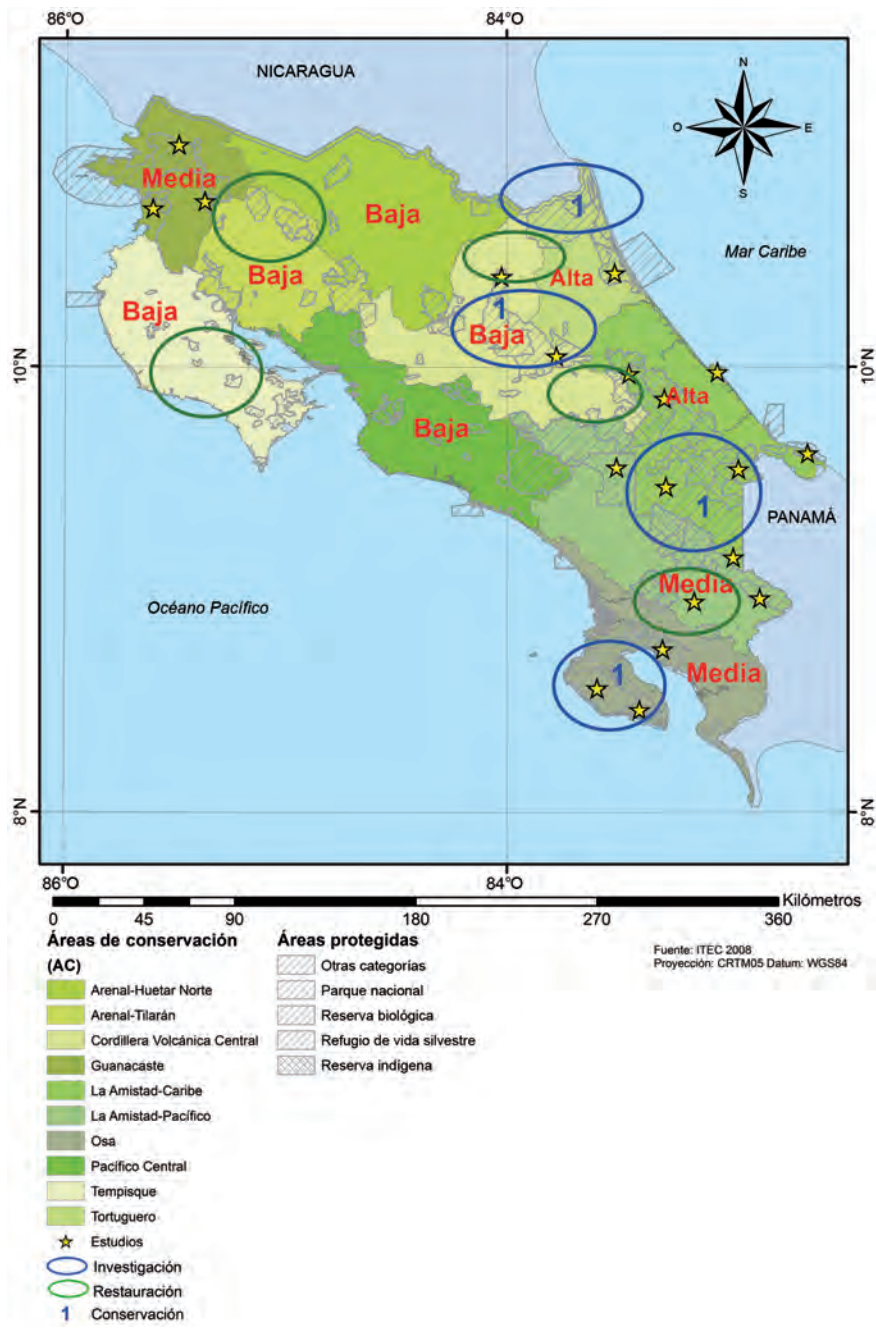 86°O
84°O
NICARAGUA
N
O
E
S
Media
1
Baja
Mar Caribe
Baja
Alta
Baja
1
Baja
10°N
10°N
Alta
Baja
1
PANAMÁ
Océano Pacífico
Media
1
Media
8°N
8°N
86°O
84°O
Kilómetros
0
45
90
180
270
360
Áreas de conservación
(AC)
Arenal-Huetar Norte
Arenal-Tilarán
Cordillera Volcánica Central
Guanacaste
La Amistad-Caribe
La Amistad-Pacífico
Osa
Pacífico Central
Tempisque
Tortuguero
Estudios
Investigación
Restauración
1 Conservación
Áreas protegidas
Otras categorías
Parque nacional
Reserva biológica
Refugio de vida silvestre
Reserva indígena
Fuente: ITEC 2008
Proyección: CRTM05 Datum: WGS84